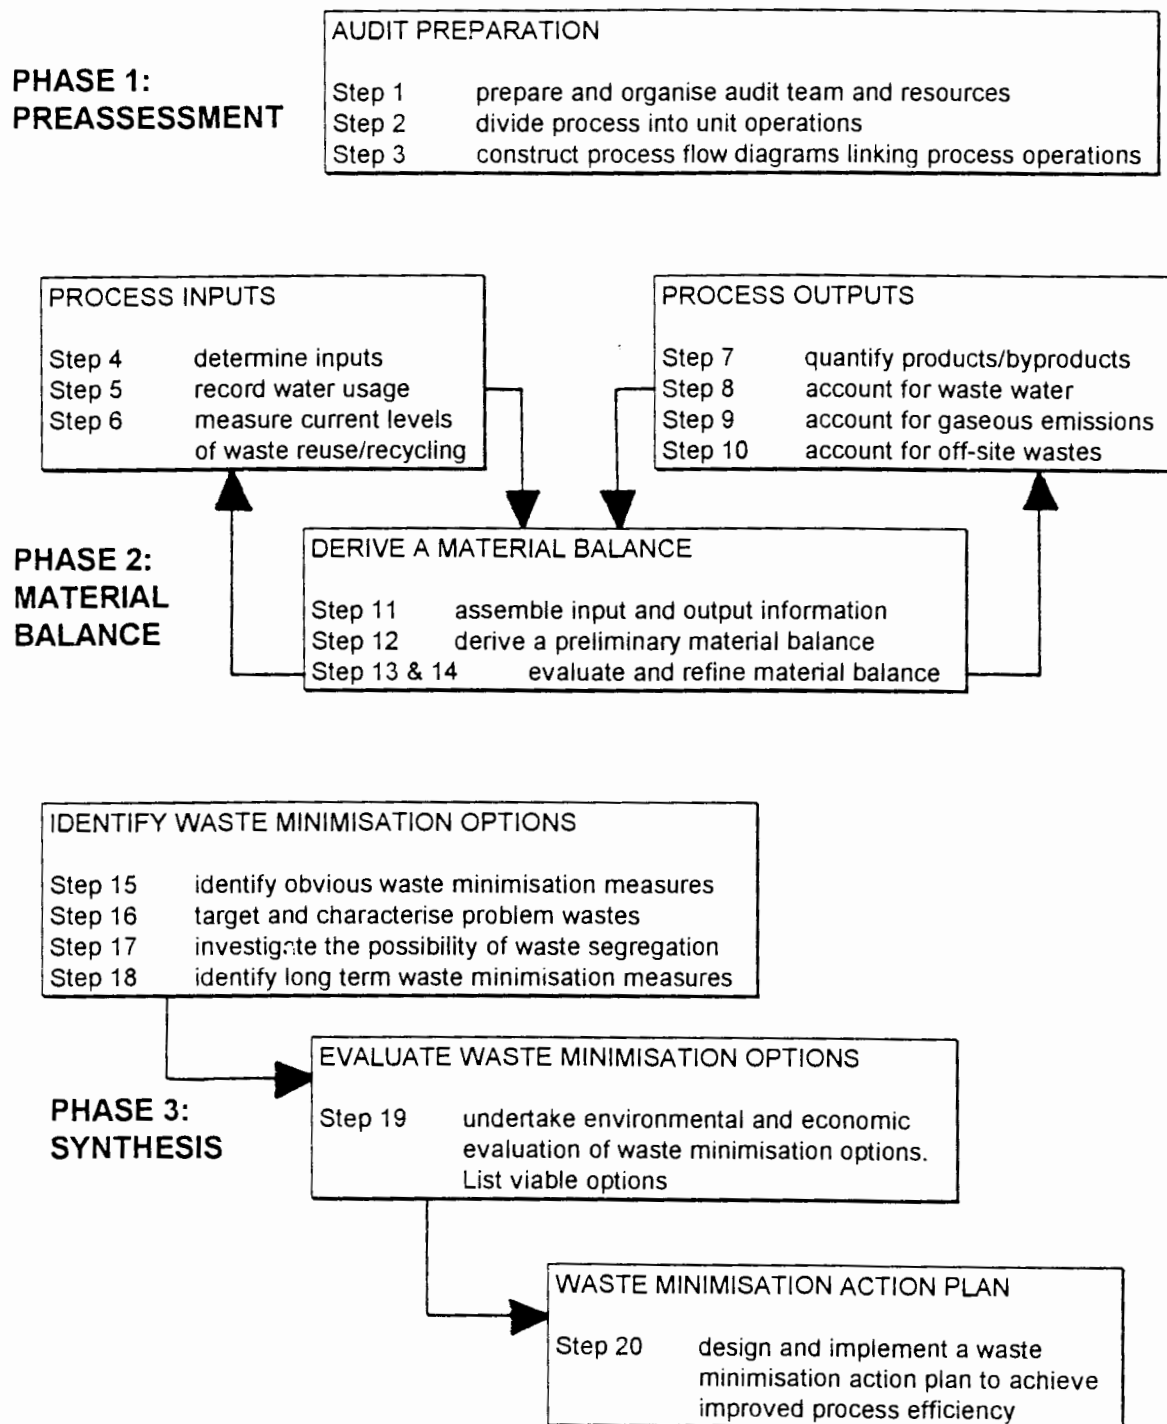 AUDIT PREPARATION
PHASE 1:
PREASSESSMENT
Step 1 prepare and organise audit team and resources
Step 2 divide process into unit operations
Step 3 construct process flow diagrams linking process operations
PROCESS INPUTS
Step 4 determine inputs
Step 5 record water usage
Step 6 measure current levels
of waste reuse/recycling
PROCESS OUTPUTS
Step 7 quantify products/byproducts
Step 8 account for waste water
Step 9 account for gaseous emissions
Step 10 account for off-site wastes
PHASE 2:
MATERIAL
BALANCE
DERIVE A MATERIAL BALANCE
Step 11 assemble input and output information
Step 12 derive a preliminary material balance
Step 13 & 14 evaluate and refine material balance
IDENTIFY WASTE MINIMISATION OPTIONS
Step 15 identify obvious waste minimisation measures
Step 16 target and characterise problem wastes
Step 17 investigate the possibility of waste segregation
Step 18 identify long term waste minimisation measures
PHASE 3:
SYNTHESIS
EVALUATE WASTE MINIMISATION OPTIONS
Step 19 undertake environmental and economic
evaluation of waste minimisation options.
List viable options
WASTE MINIMISATION ACTION PLAN
Step 20 design and implement a waste
minimisation action plan to achieve
improved process efficiency